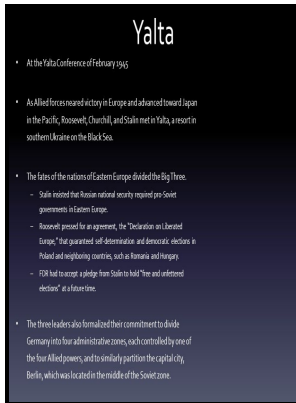 Yalta
• At the Yalta Conference of February 1945
• As Allied forces neared victory in Europe and advanced toward Japan
in the Pacific, Roosevelt, Churchill, and Stalin met in Yalta, a resort in
southern Ukraine on the Black Sea.
• The fates of the nations of Eastern Europe divided the Big Three.
– Stalin insisted that Russian national security required pro-Soviet
governments in Eastern Europe.
– Roosevelt pressed for an agreement, the "Declaration on Liberated
Europe," that guaranteed self-determination and democratic elections in
Poland and neighboring countries, such as Romania and Hungary.
– FDR had to accept a pledge from Stalin to hold "free and unfettered
elections" at a future time.
• The three leaders also formalized their commitment to divide
Germany into four administrative zones, each controlled by one of
the four Allied powers, and to similarly partition the capital city,
Berlin, which was located in the middle of the Soviet zone.